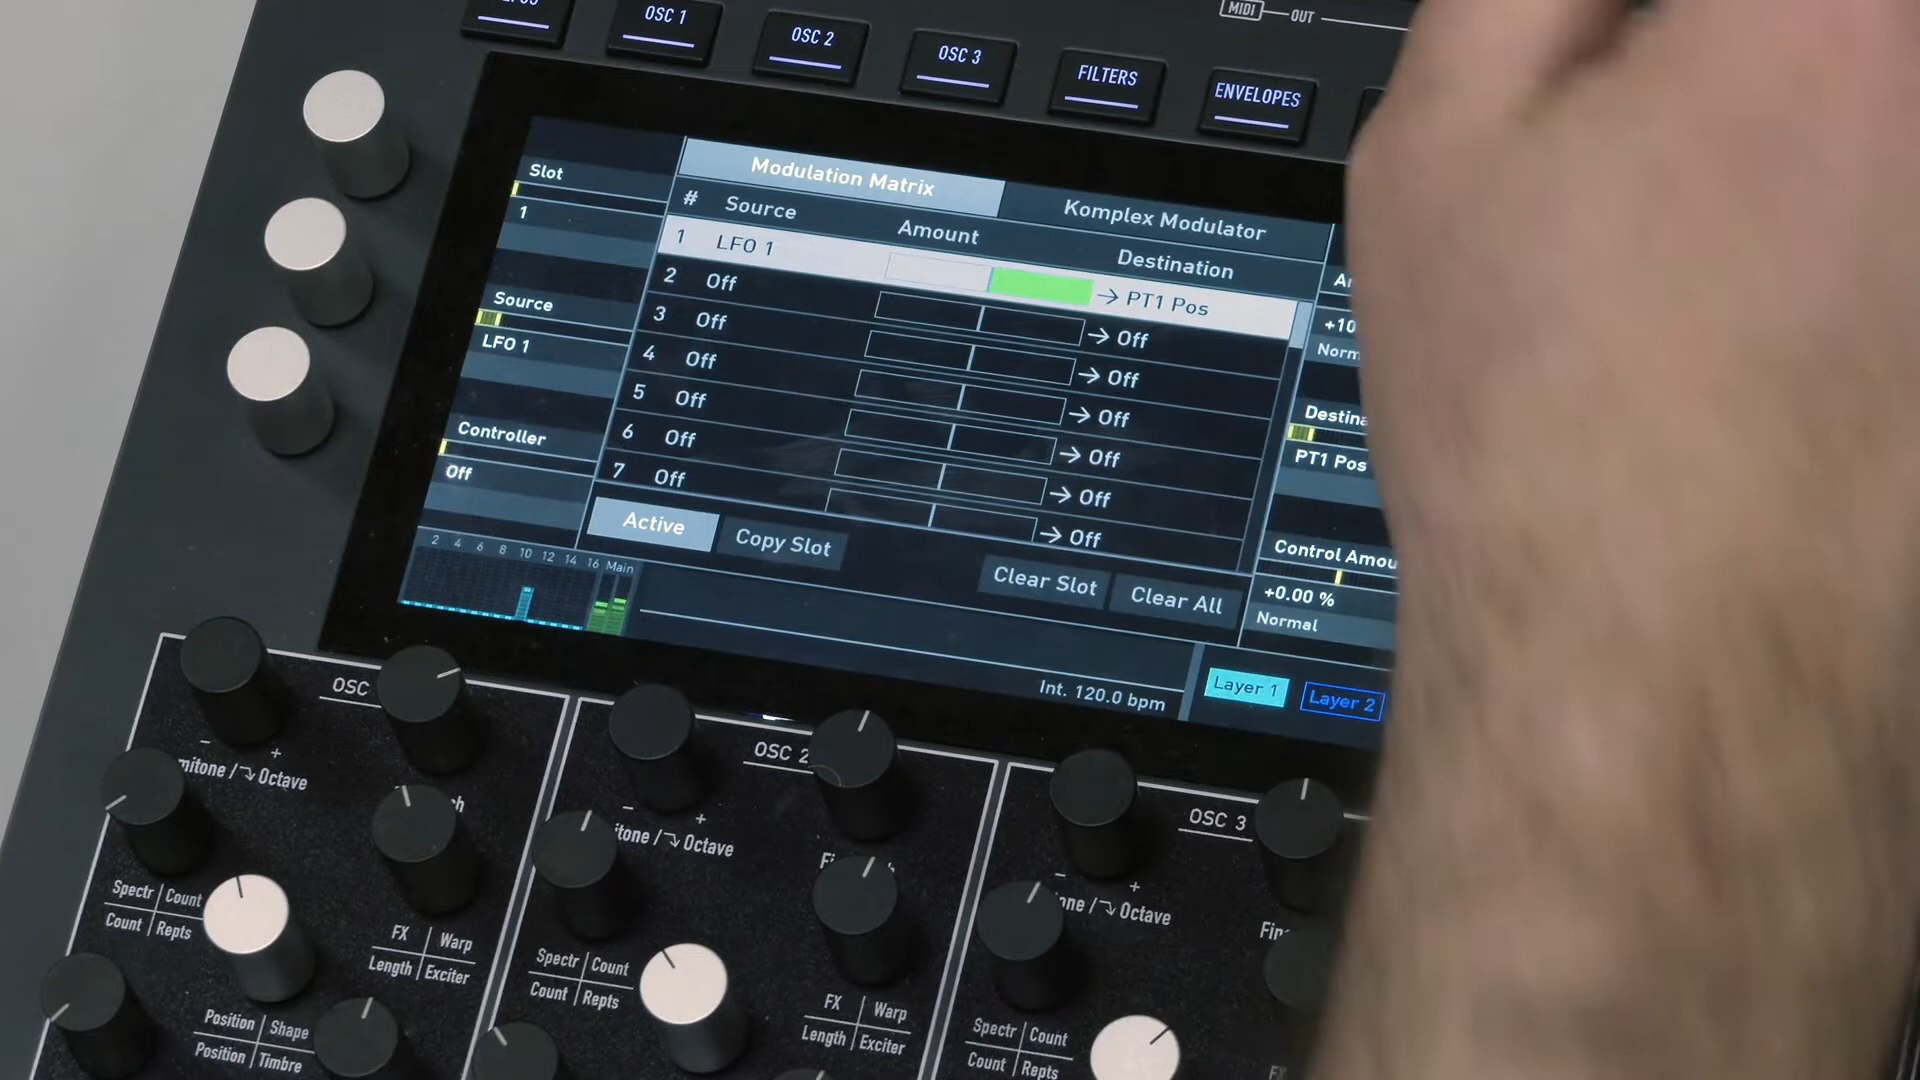 MIDI OUT
OSC 1
OSC 2
OSC 3
FILTERS
ENVELOPES
Modulation Matrix
Komplex Modulator
Slot
1
Source
LFO 1
Controller
Off
# Source Amount Destination
1 LFO 1 → PT1 Pos
2 Off → Off
3 Off → Off
4 Off → Off
5 Off → Off
6 Off → Off
7 Off → Off
+10
Norm
PT1 Pos
Control Amou
+0.00 %
Normal
Active
Copy Slot
Clear Slot
Clear All
2 4 6 8 10 12 14 16 Main
Int. 120.0 bpm
Layer 1
Layer 2
OSC
OSC 2
OSC 3
− +
mitone / Octave
− +
itone / Octave
− +
one / Octave
Spectr | Count
Count | Repts
FX | Warp
Length | Exciter
Position | Shape
Position | Timbre
Spectr | Count
Count | Repts
FX | Warp
Length | Exciter
Spectr | Count
Count | Repts